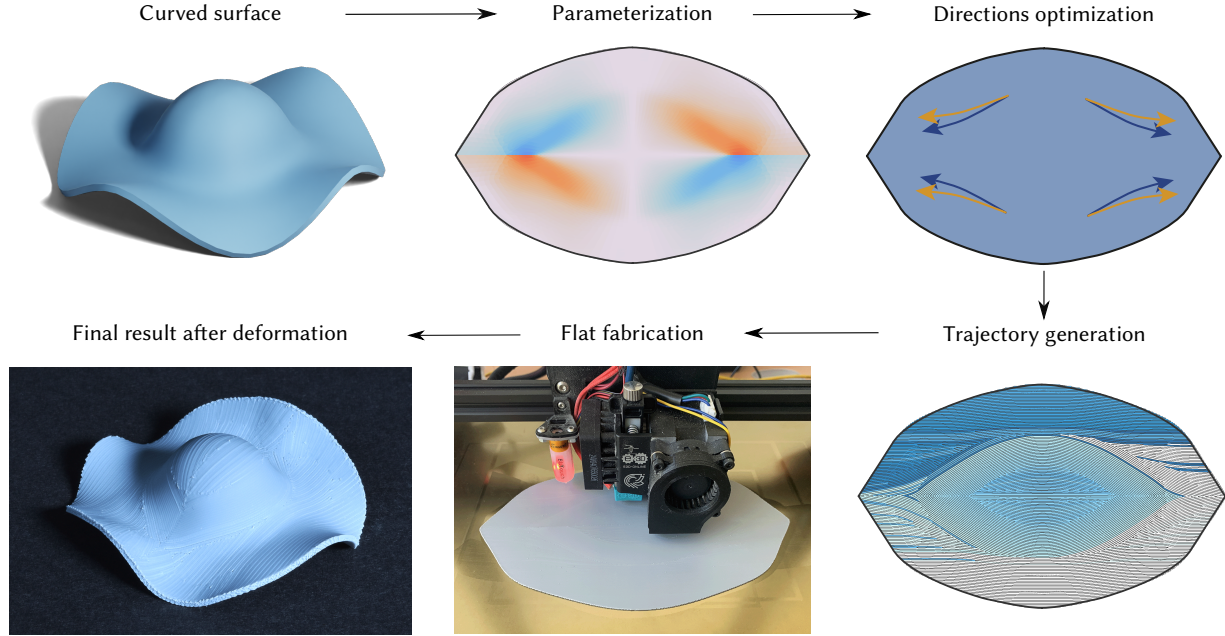 Curved surface
Parameterization
Directions optimization
Final result after deformation
Flat fabrication
Trajectory generation